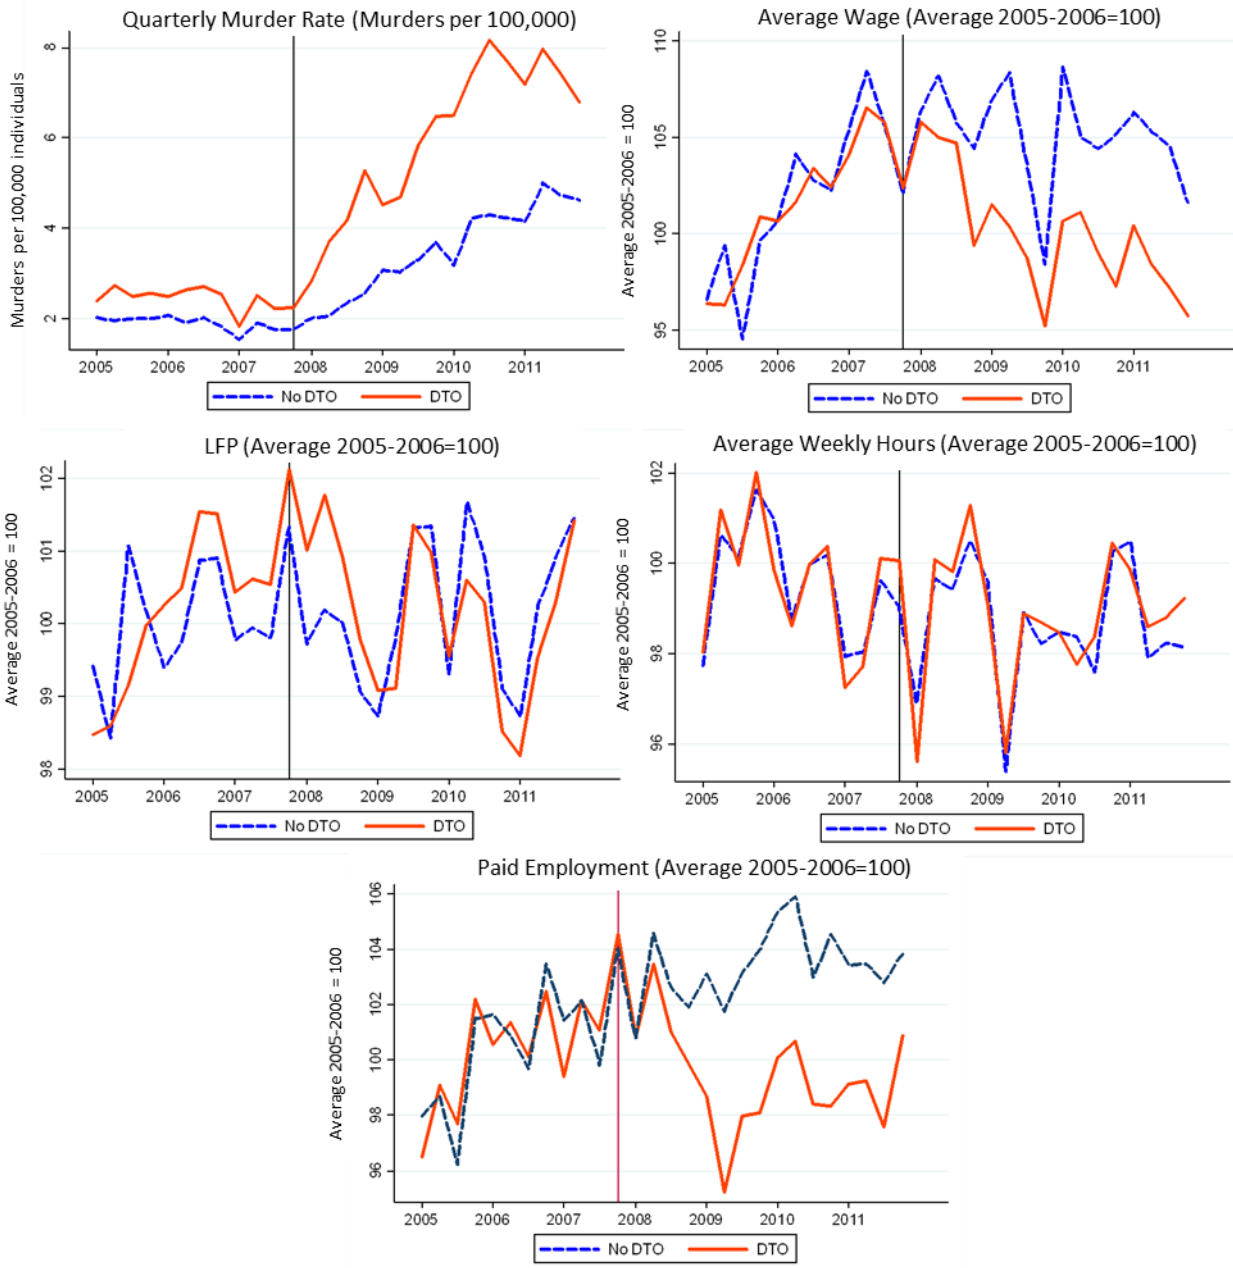 Quarterly Murder Rate (Murders per 100,000)
Murders per 100,000 individuals
8
6
4
2
2005 2006 2007 2008 2009 2010 2011
No DTO DTO
Average Wage (Average 2005-2006=100)
Average 2005-2006 = 100
110
105
100
95
2005 2006 2007 2008 2009 2010 2011
No DTO DTO
LFP (Average 2005-2006=100)
Average 2005-2006 = 100
102
101
100
99
98
2005 2006 2007 2008 2009 2010 2011
No DTO DTO
Average Weekly Hours (Average 2005-2006=100)
Average 2005-2006 = 100
102
100
98
96
2005 2006 2007 2008 2009 2010 2011
No DTO DTO
Paid Employment (Average 2005-2006=100)
Average 2005-2006 = 100
106
104
102
100
98
96
2005 2006 2007 2008 2009 2010 2011
No DTO DTO